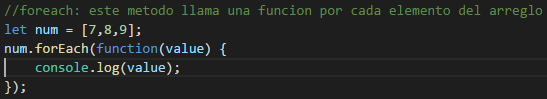 //foreach: este metodo llama una funcion por cada elemento del arreglo
let num = [7,8,9];
num.forEach(function(value) {
    console.log(value);
});